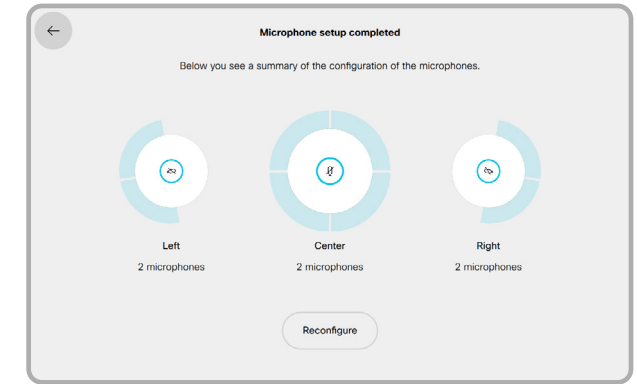 Microphone setup completed
Below you see a summary of the configuration of the microphones.
Left
Center
Right
2 microphones
2 microphones
2 microphones
Reconfigure